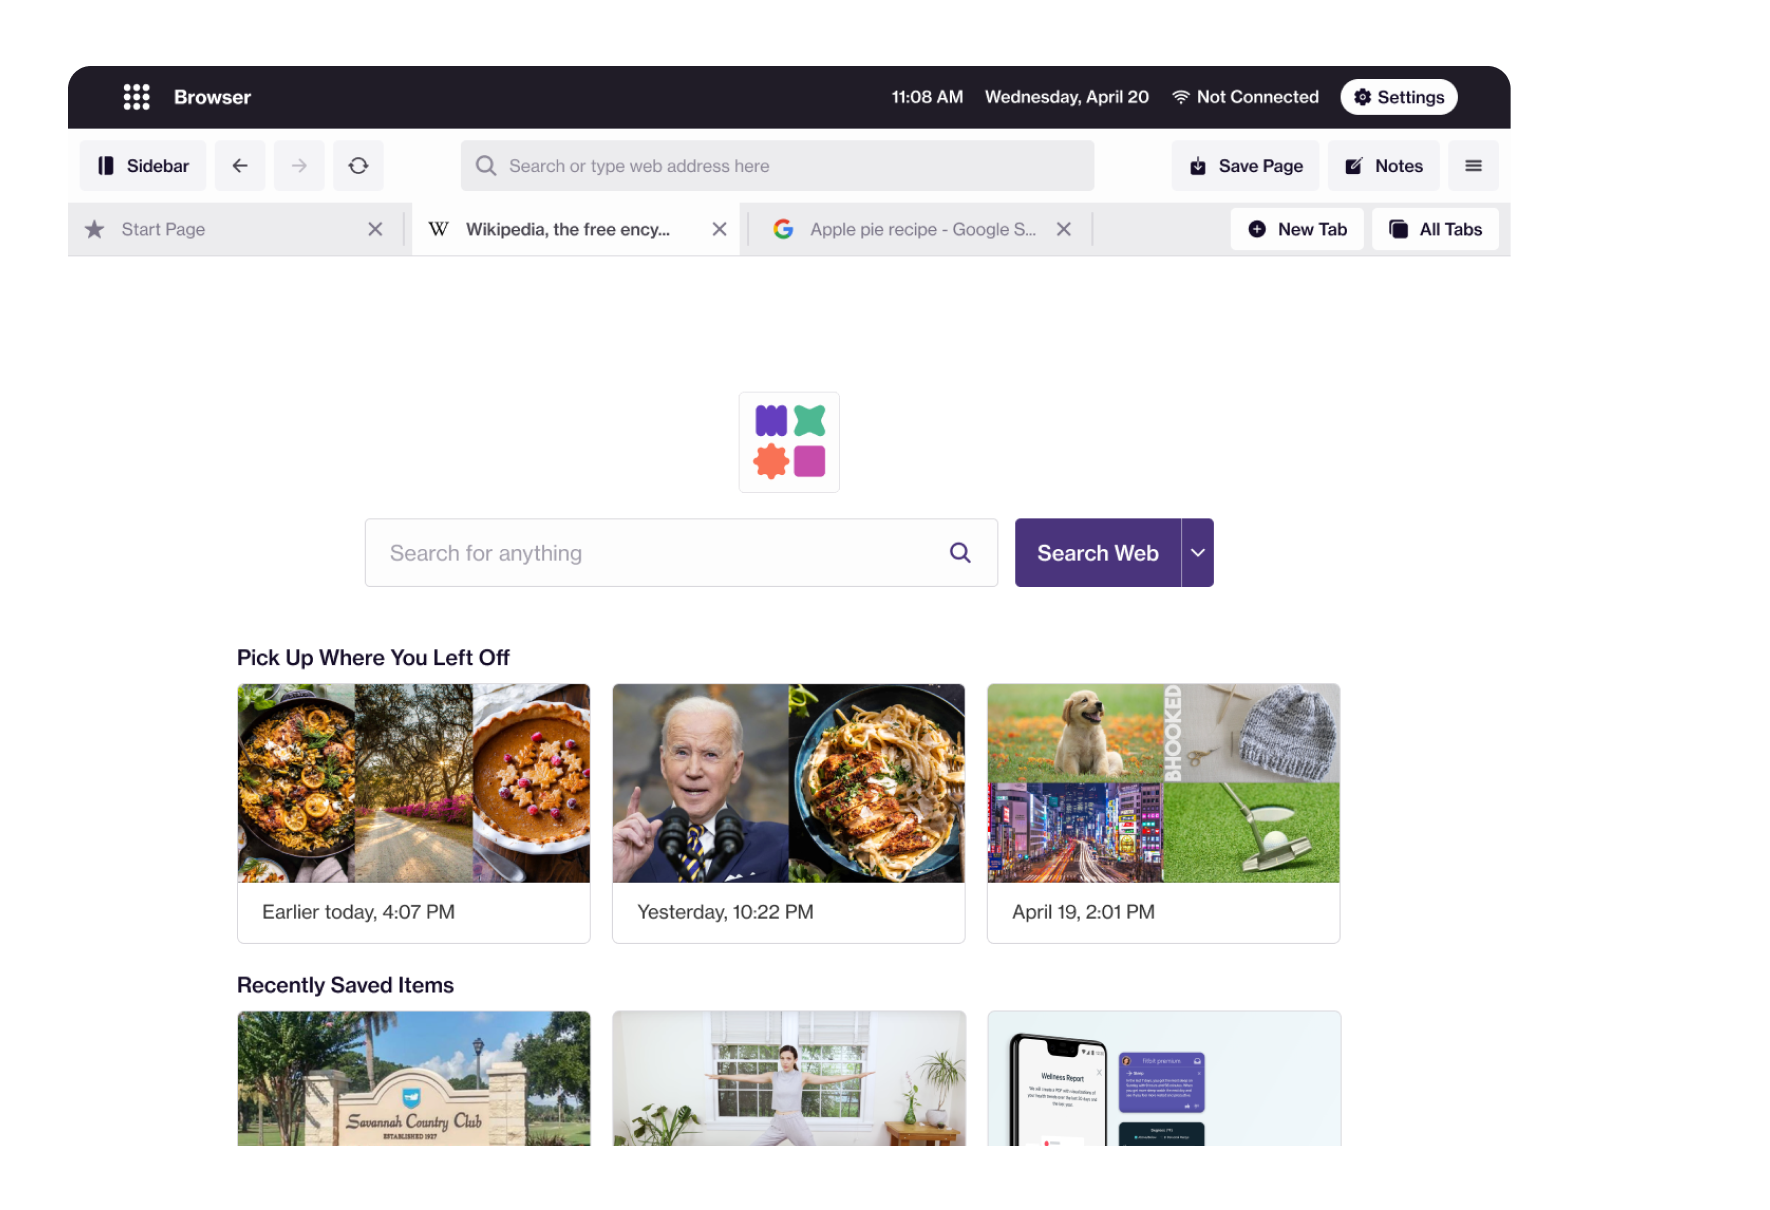 Browser
11:08 AM Wednesday, April 20 Not Connected Settings
Sidebar
Search or type web address here
Save Page
Notes
Start Page
W Wikipedia, the free ency...
G Apple pie recipe - Google S...
New Tab
All Tabs
Search for anything
Search Web
Pick Up Where You Left Off
BHOOKED
Earlier today, 4:07 PM
Yesterday, 10:22 PM
April 19, 2:01 PM
Recently Saved Items
Savannah Country Club
ESTABLISHED 1927
Wellness Report
Fitbit premium